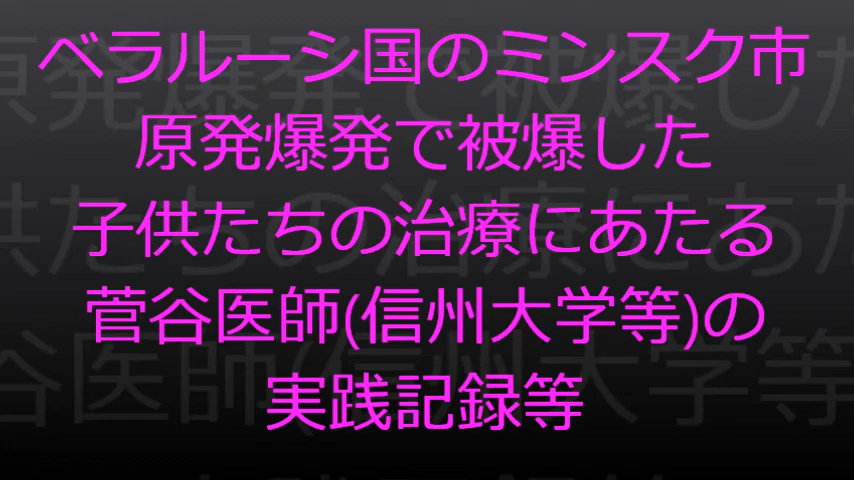 ベラルーシ国のミンスク市
原発爆発で被爆した
子供たちの治療にあたる
菅谷医師(信州大学等)の
実践記録等